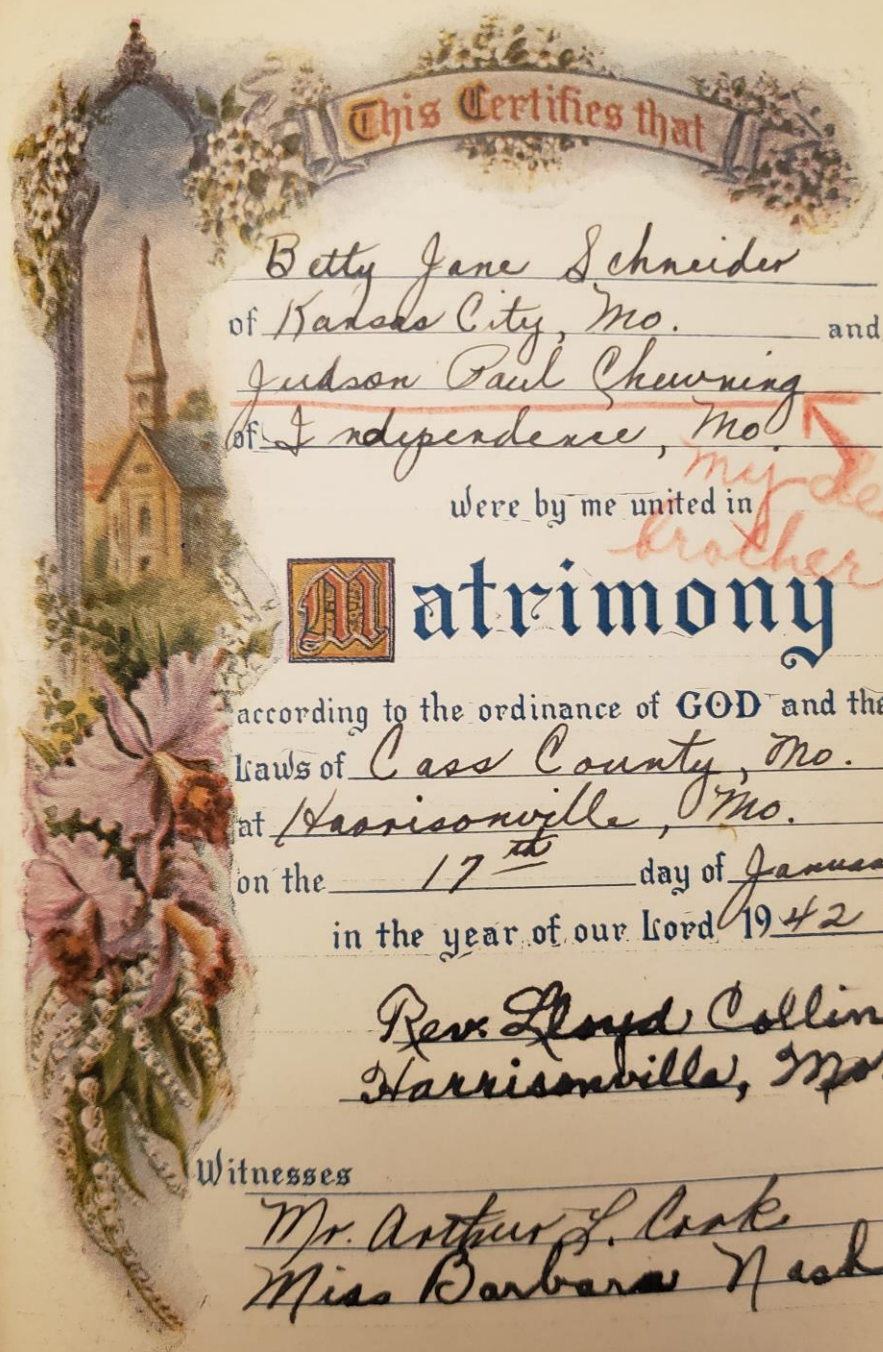 This Certifies that
Betty Jane Schneider
of Kansas City, Mo. and
Judson Paul Chewning
of Independence, Mo.
my de
were by me united in
brother
Matrimony
according to the ordinance of GOD and the
Laws of Cass County, Mo.
at Harrisonville, Mo.
on the 17th day of Janua
in the year of our Lord 1942
Rev. Lloyd Collin
Harrisonville, Mo.
Witnesses
Mr. Arthur L. Cook
Miss Barbara Nash